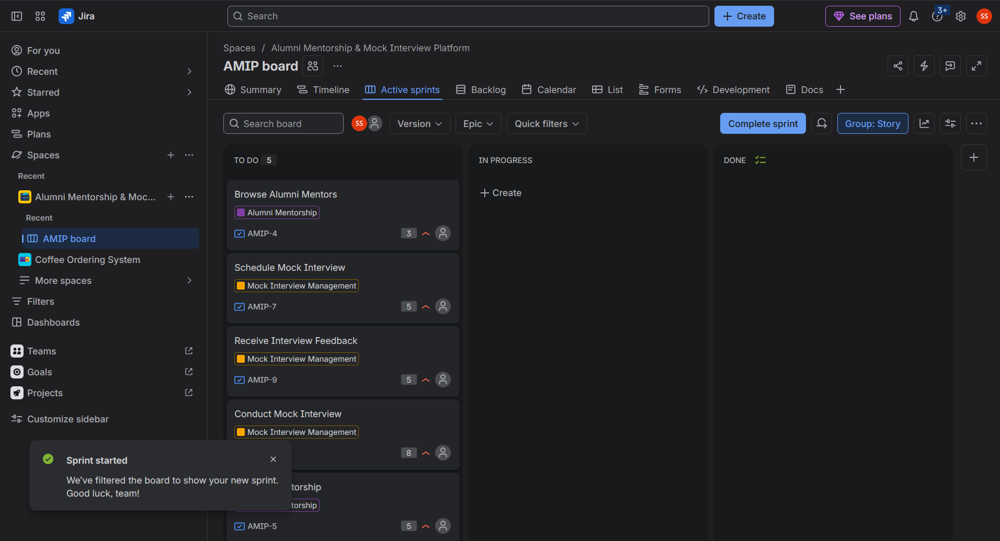 Jira
Search
Create
See plans
3+
SS
For you
Recent
Starred
Apps
Plans
Spaces
Recent
Alumni Mentorship & Moc...
Recent
AMIP board
Coffee Ordering System
More spaces
Filters
Dashboards
Teams
Goals
Projects
Customize sidebar
Spaces / Alumni Mentorship & Mock Interview Platform
AMIP board
Summary
Timeline
Active sprints
Backlog
Calendar
List
Forms
Development
Docs
Search board
SS
Version
Epic
Quick filters
Complete sprint
Group: Story
TO DO 5
Browse Alumni Mentors
Alumni Mentorship
AMIP-4
3
Schedule Mock Interview
Mock Interview Management
AMIP-7
5
Receive Interview Feedback
Mock Interview Management
AMIP-9
5
Conduct Mock Interview
Mock Interview Management
8
torship
torship
AMIP-5
5
IN PROGRESS
Create
DONE
Sprint started
We've filtered the board to show your new sprint.
Good luck, team!